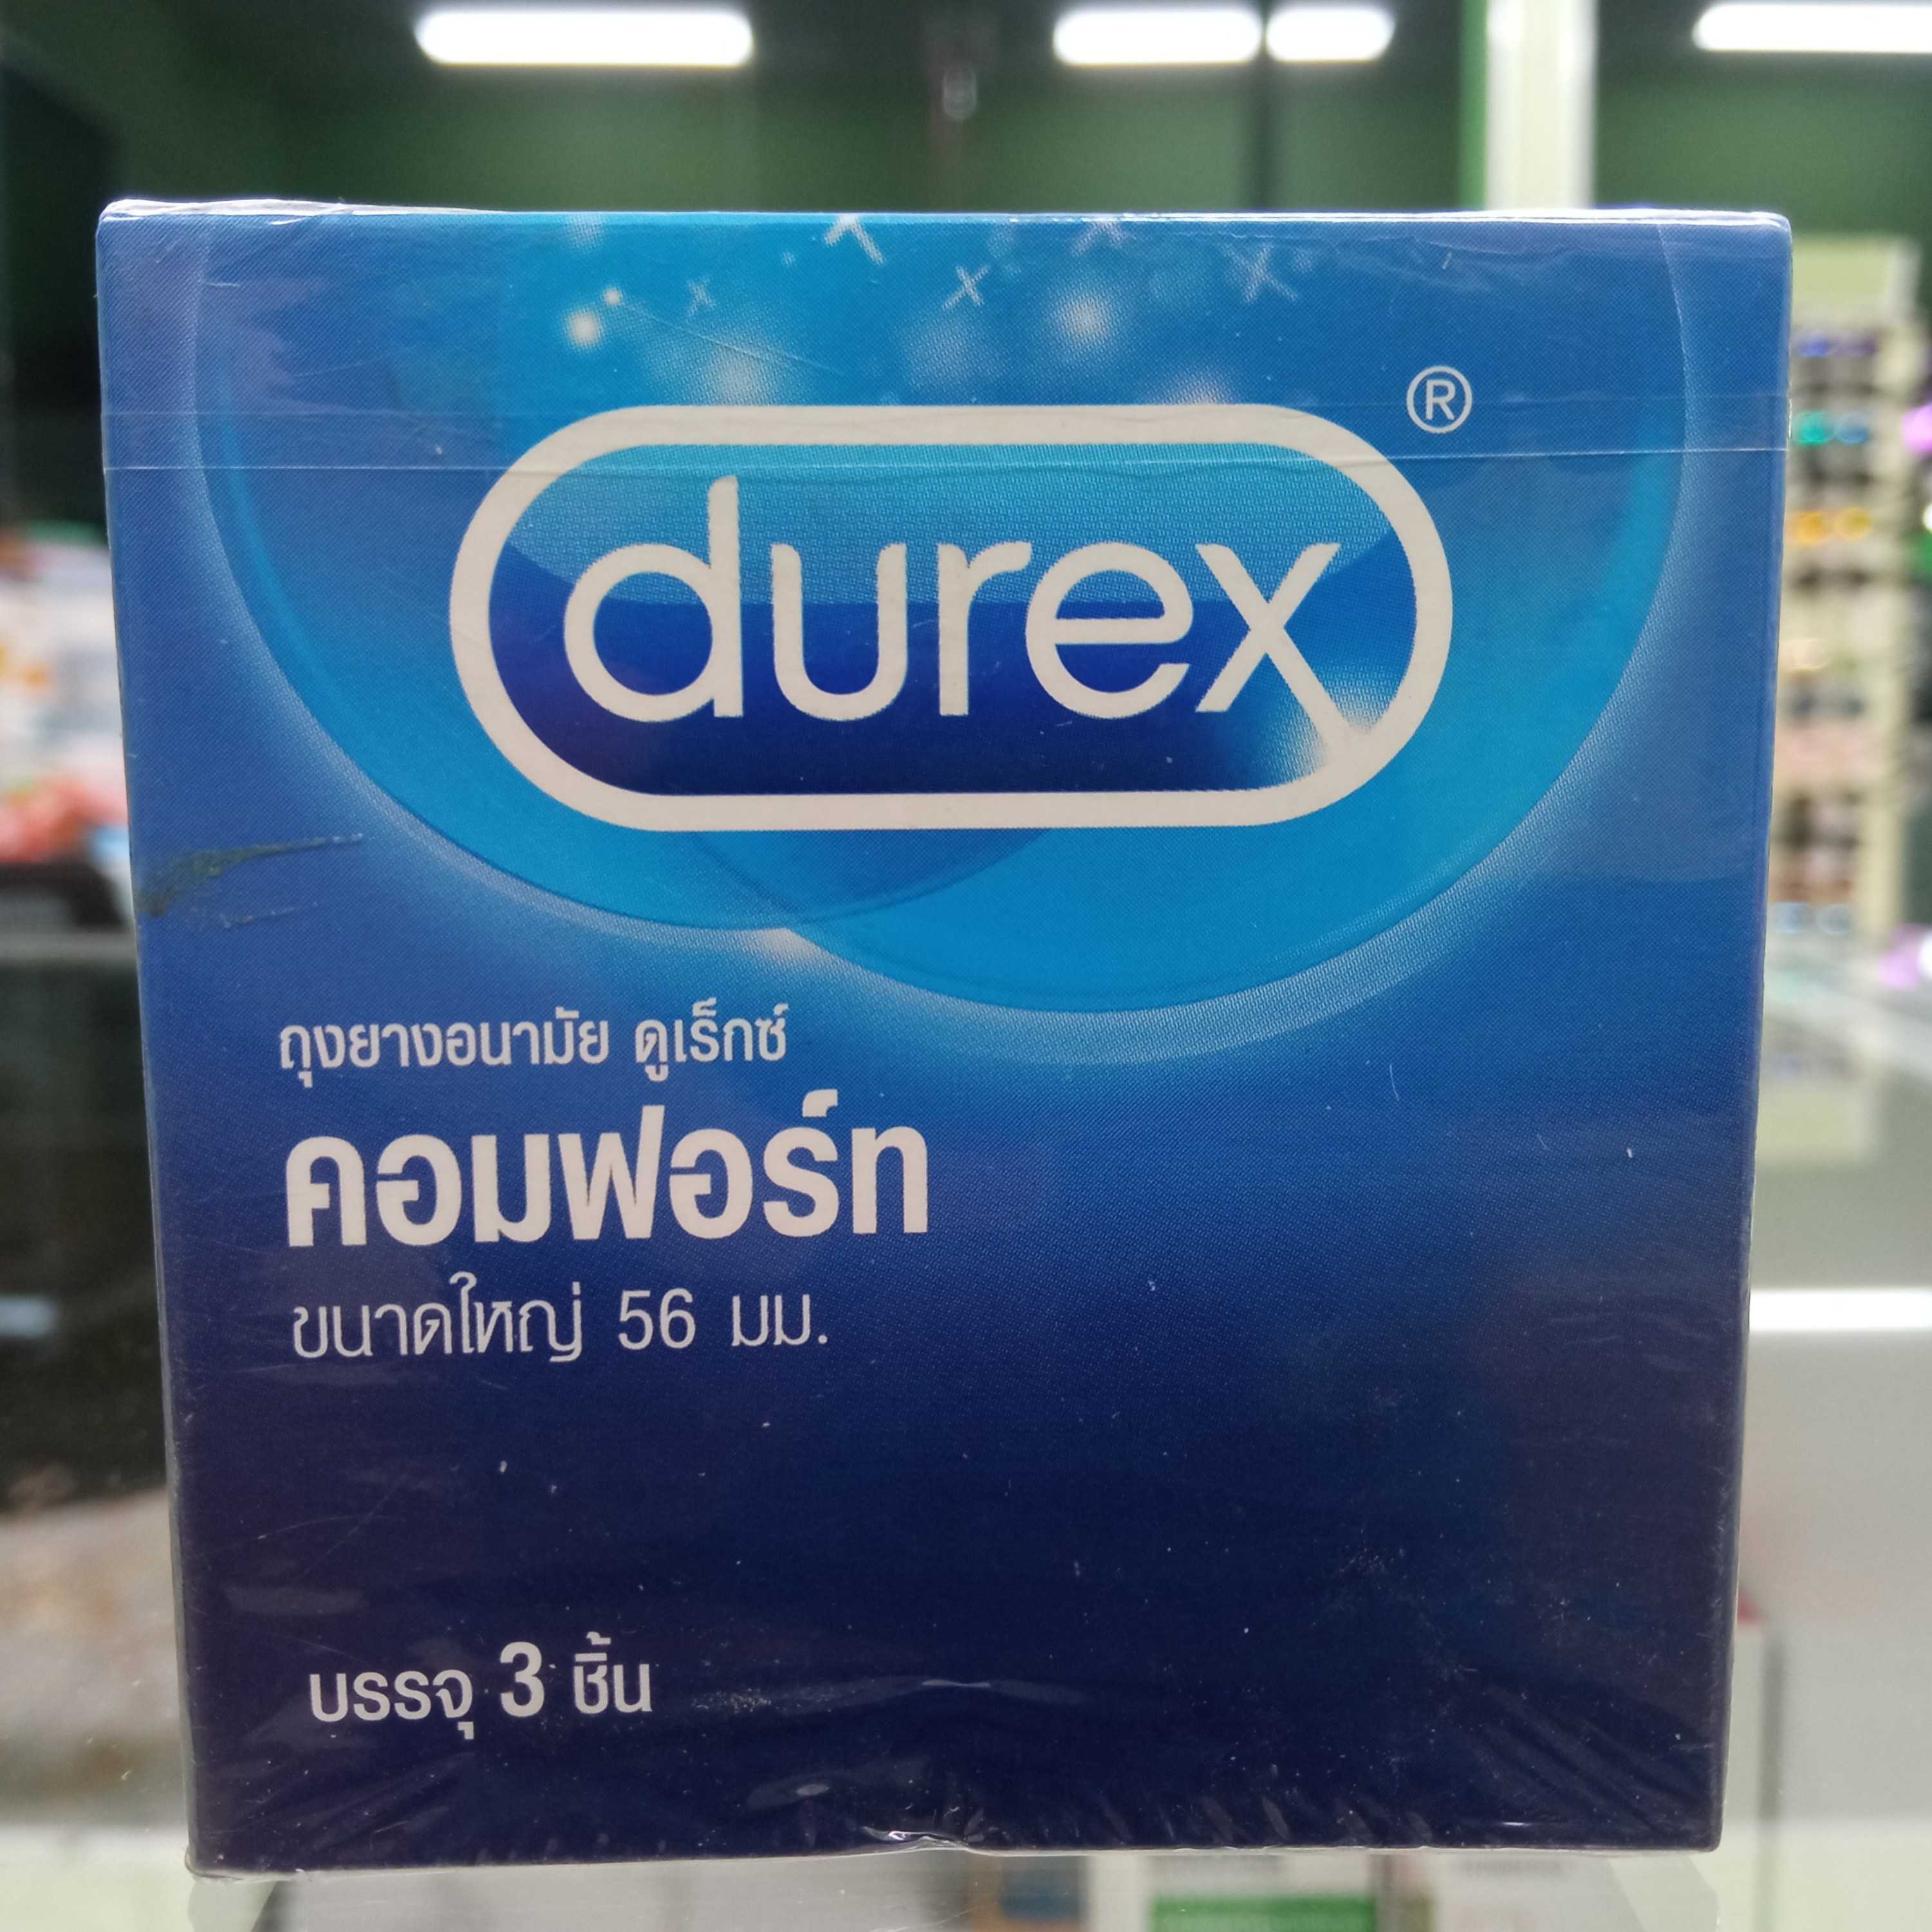 durex®
ถุงยางอนามัย ดูเร็กซ์
คอมฟอร์ท
ขนาดใหญ่ 56 มม.
บรรจุ 3 ชิ้น